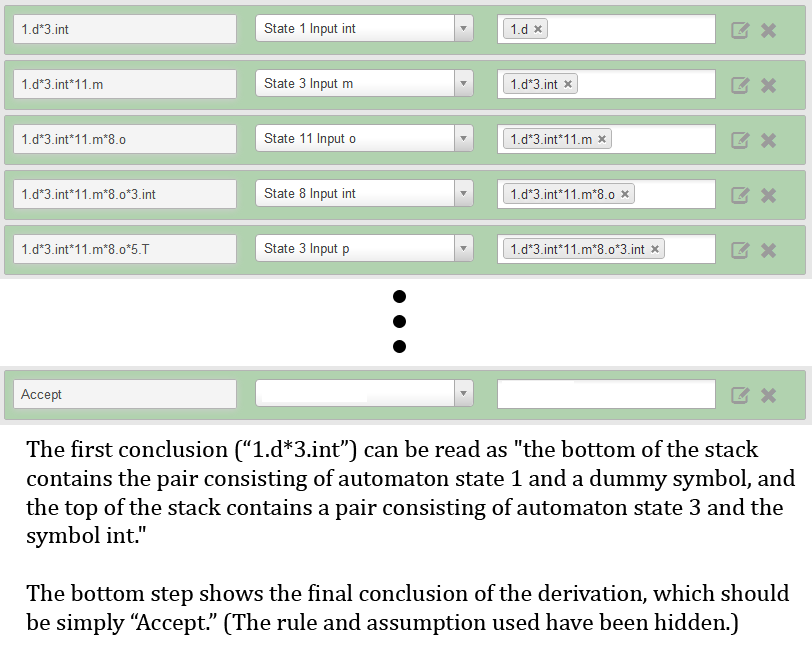 1.d*3.int State 1 Input int 1.d ×
1.d*3.int*11.m State 3 Input m 1.d*3.int ×
1.d*3.int*11.m*8.o State 11 Input o 1.d*3.int*11.m ×
1.d*3.int*11.m*8.o*3.int State 8 Input int 1.d*3.int*11.m*8.o ×
1.d*3.int*11.m*8.o*5.T State 3 Input p 1.d*3.int*11.m*8.o*3.int ×
Accept
The first conclusion (“1.d*3.int”) can be read as "the bottom of the stack
contains the pair consisting of automaton state 1 and a dummy symbol, and
the top of the stack contains a pair consisting of automaton state 3 and the
symbol int."
The bottom step shows the final conclusion of the derivation, which should
be simply “Accept.” (The rule and assumption used have been hidden.)